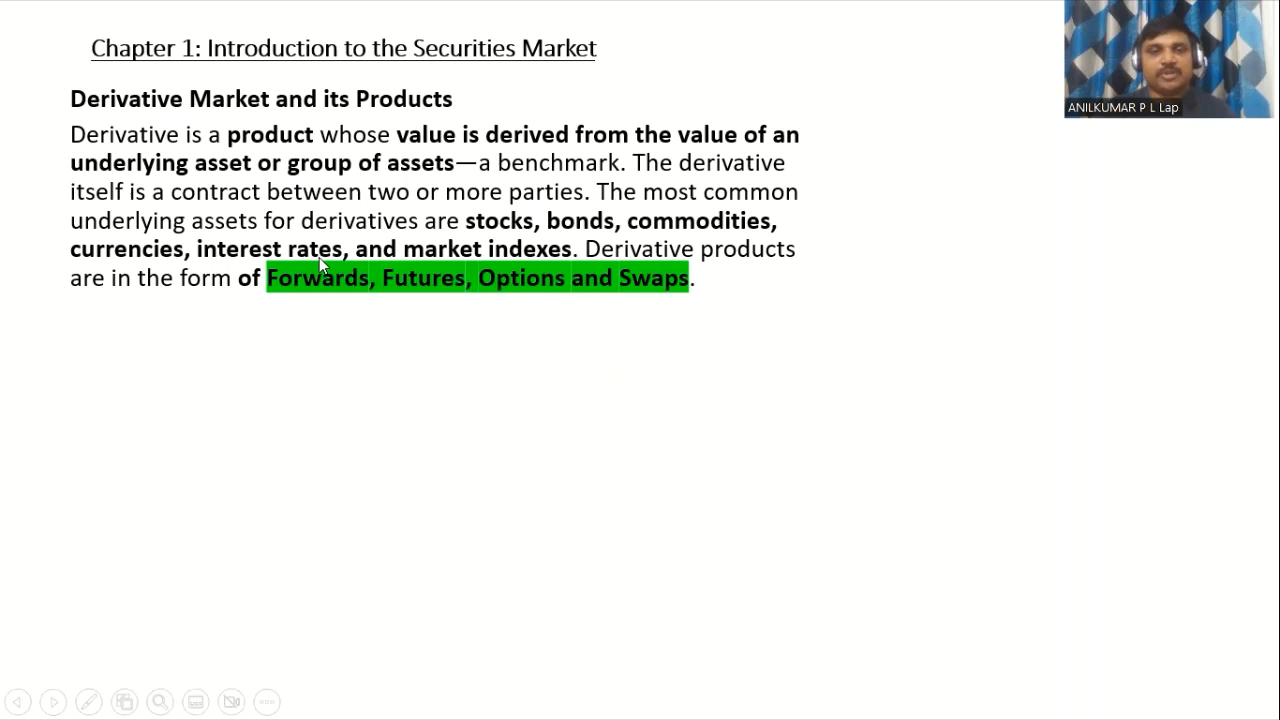 Chapter 1: Introduction to the Securities Market
ANILKUMAR P L Lap
Derivative Market and its Products
Derivative is a product whose value is derived from the value of an
underlying asset or group of assets—a benchmark. The derivative
itself is a contract between two or more parties. The most common
underlying assets for derivatives are stocks, bonds, commodities,
currencies, interest rates, and market indexes. Derivative products
are in the form of Forwards, Futures, Options and Swaps.